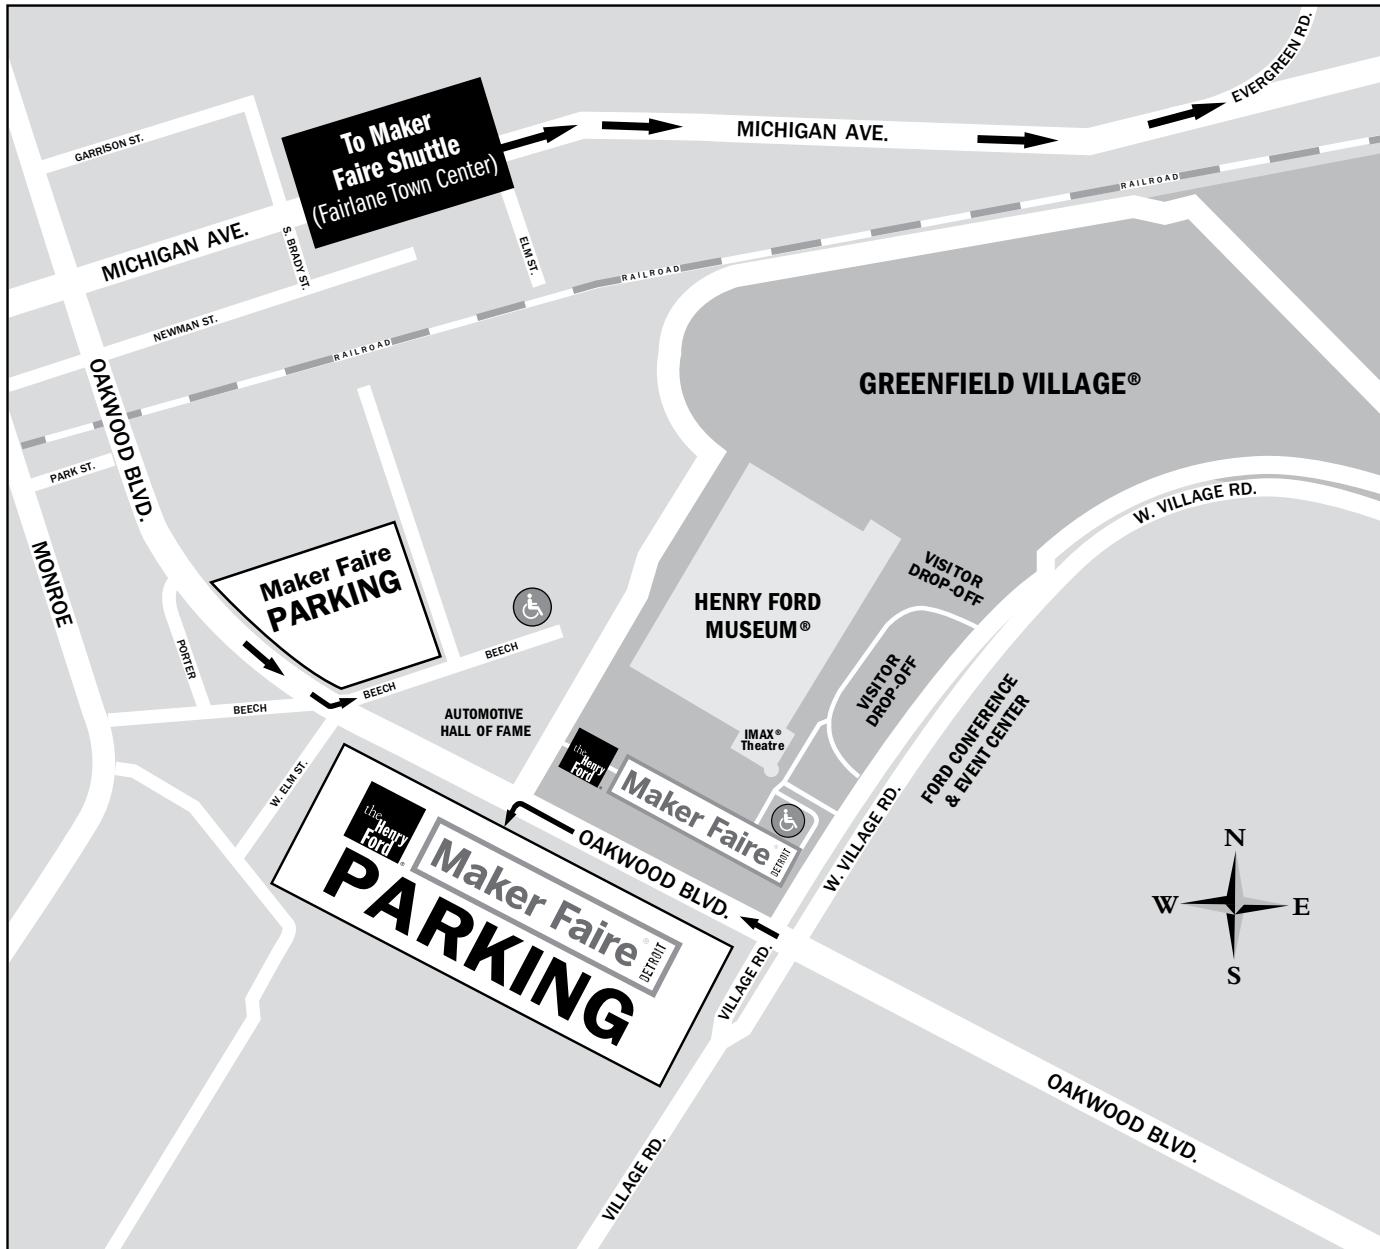 EVERGREEN RD.
GARRISON ST.
To Maker
Faire Shuttle
(Fairlane Town Center)
MICHIGAN AVE.
MICHIGAN AVE.
S. BRADY ST.
ELM ST.
RAILROAD
RAILROAD
RAILROAD
NEWMAN ST.
OAKWOOD BLVD.
PARK ST.
MONROE
GREENFIELD VILLAGE®
W. VILLAGE RD.
Maker Faire
PARKING
PORTER
BEECH
BEECH
BEECH
HENRY FORD
MUSEUM®
VISITOR
DROP-OFF
VISITOR
DROP-OFF
AUTOMOTIVE
HALL OF FAME
IMAX®
Theatre
FORD CONFERENCE
& EVENT CENTER
the
Henry
Ford®
Maker Faire®
DETROIT
W. ELM ST.
the
Henry
Ford®
Maker Faire®
DETROIT
PARKING
OAKWOOD BLVD.
W. VILLAGE RD.
VILLAGE RD.
N
W
E
S
OAKWOOD BLVD.
VILLAGE RD.